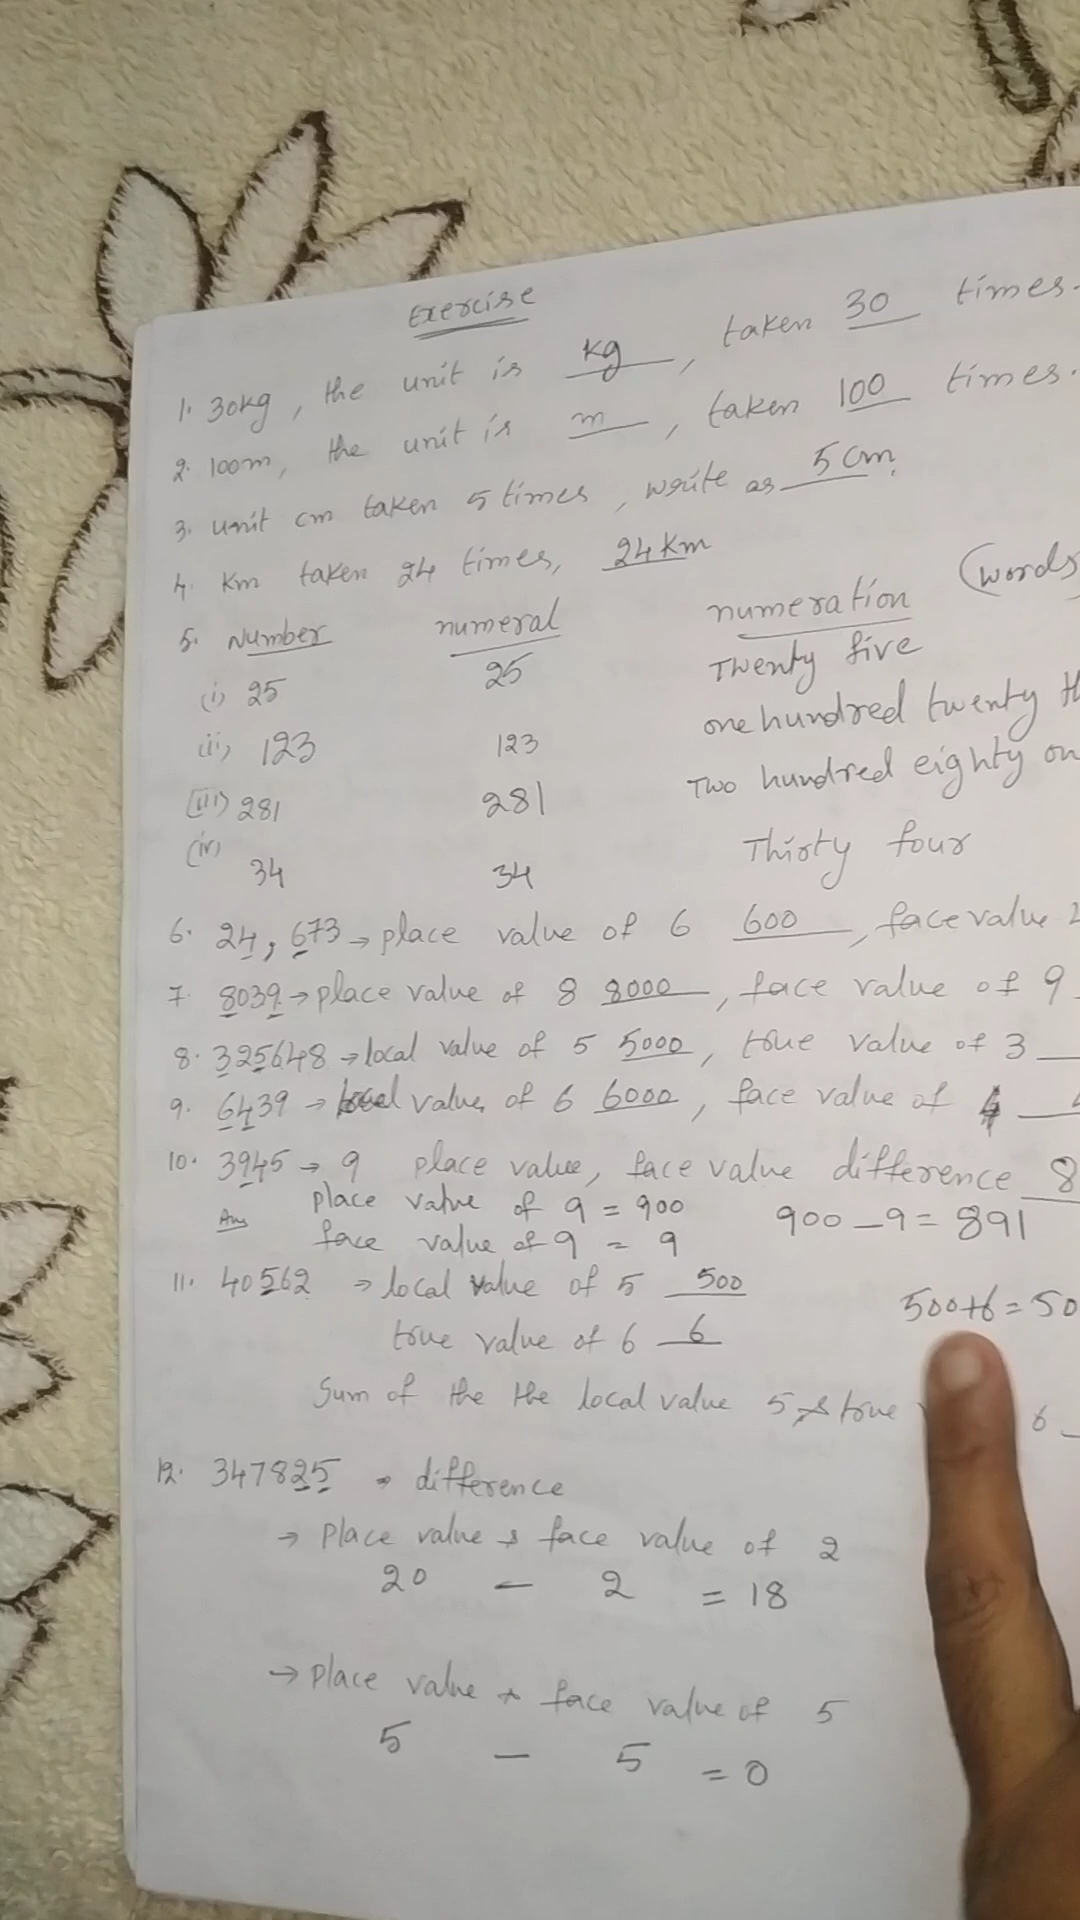 Exercise
1. 30kg, the unit is kg, taken 30 times.
2. 100m, the unit is m, taken 100 times.
3. unit cm taken 5 times, write as 5cm.
4. Km taken 24 times, 24Km
5. Number numeral numeration (words
(i) 25 25 Twenty five
(ii) 123 123 one hundred twenty
(iii) 281 281 Two hundred eighty on
(iv) 34 34 Thirty four
6. 24,673 → place value of 6 600, face value
7. 8039 → place value of 8 8000, face value of 9
8. 325648 → local value of 5 5000, true value of 3
9. 6439 → local value of 6 6000, face value of 4
10. 3945 → 9 place value, face value difference 8
Ans place value of 9 = 900 900 - 9 = 891
face value of 9 = 9
11. 40562 → local value of 5 500
500+6 = 50
true value of 6 6
Sum of the the local value 5 & true 6
12. 347825 → difference
→ Place value & face value of 2
20 - 2 = 18
→ Place value & face value of 5
5 - 5 = 0